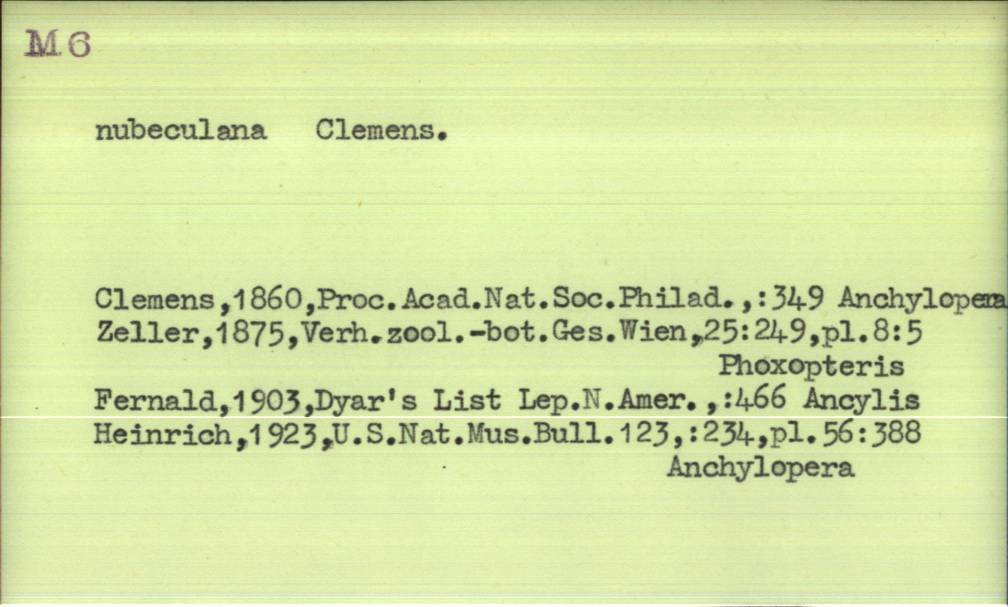 M 6
nubeculana Clemens.
Clemens,1860,Proc.Acad.Nat.Soc.Philad.,:349 Anchylopera
Zeller,1875,Verh.zool.-bot.Ges.Wien,25:249,pl.8:5
Phoxopteris
Fernald,1903,Dyar's List Lep.N.Amer.,:466 Ancylis
Heinrich,1923,U.S.Nat.Mus.Bull.123,:234,pl.56:388
Anchylopera